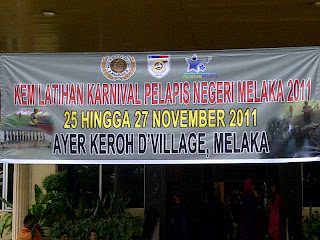 KEM LATIHAN KARNIVAL PELAPIS NEGERI MELAKA 2011
25 HINGGA 27 NOVEMBER 2011
AYER KEROH D'VILLAGE, MELAKA